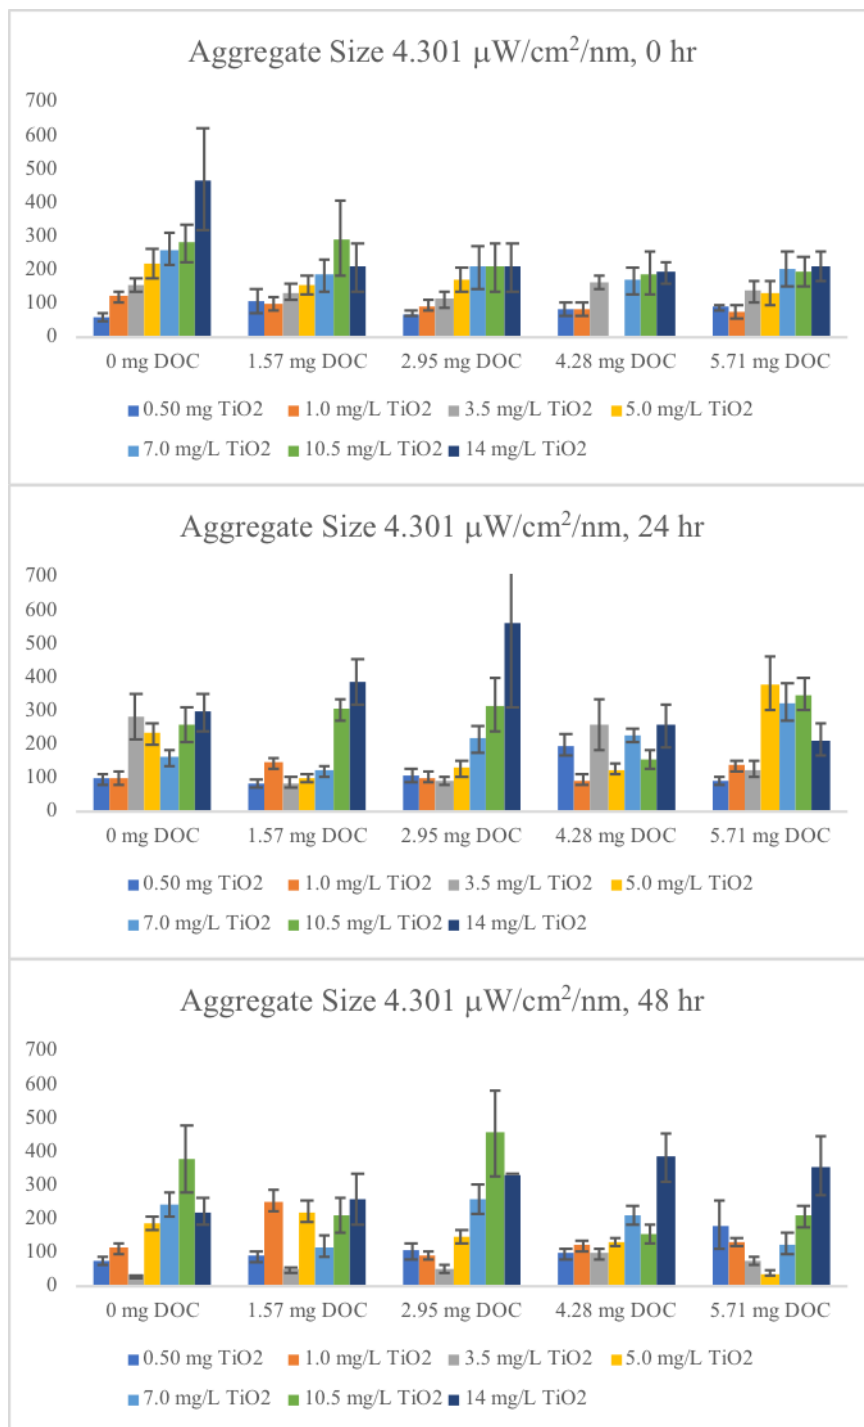 Aggregate Size 4.301 μW/cm²/nm, 0 hr
700
600
500
400
300
200
100
0
0 mg DOC 1.57 mg DOC 2.95 mg DOC 4.28 mg DOC 5.71 mg DOC
0.50 mg TiO2 1.0 mg/L TiO2 3.5 mg/L TiO2 5.0 mg/L TiO2
7.0 mg/L TiO2 10.5 mg/L TiO2 14 mg/L TiO2
Aggregate Size 4.301 μW/cm²/nm, 24 hr
700
600
500
400
300
200
100
0
0 mg DOC 1.57 mg DOC 2.95 mg DOC 4.28 mg DOC 5.71 mg DOC
0.50 mg TiO2 1.0 mg/L TiO2 3.5 mg/L TiO2 5.0 mg/L TiO2
7.0 mg/L TiO2 10.5 mg/L TiO2 14 mg/L TiO2
Aggregate Size 4.301 μW/cm²/nm, 48 hr
700
600
500
400
300
200
100
0
0 mg DOC 1.57 mg DOC 2.95 mg DOC 4.28 mg DOC 5.71 mg DOC
0.50 mg TiO2 1.0 mg/L TiO2 3.5 mg/L TiO2 5.0 mg/L TiO2
7.0 mg/L TiO2 10.5 mg/L TiO2 14 mg/L TiO2